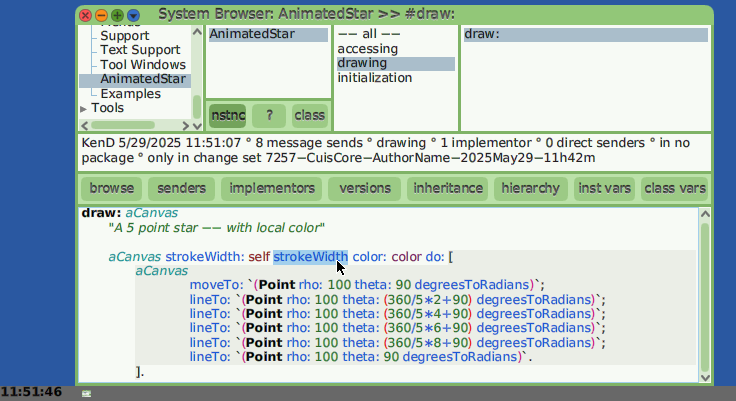 System Browser: AnimatedStar >> #draw:
Support
Text Support
Tool Windows
AnimatedStar
Examples
Tools
AnimatedStar
nstnc
?
class
−− all −−
accessing
drawing
initialization
draw:
KenD 5/29/2025 11:51:07 ° 8 message sends ° drawing ° 1 implementor ° 0 direct senders ° in no
package ° only in change set 7257−CuisCore−AuthorName−2025May29−11h42m
browse senders implementors versions inheritance hierarchy inst vars class vars
draw: aCanvas
"A 5 point star −− with local color"
aCanvas strokeWidth: self strokeWidth color: color do: [
aCanvas
moveTo: `(Point rho: 100 theta: 90 degreesToRadians)`;
lineTo: `(Point rho: 100 theta: (360/5*2+90) degreesToRadians)`;
lineTo: `(Point rho: 100 theta: (360/5*4+90) degreesToRadians)`;
lineTo: `(Point rho: 100 theta: (360/5*6+90) degreesToRadians)`;
lineTo: `(Point rho: 100 theta: (360/5*8+90) degreesToRadians)`;
lineTo: `(Point rho: 100 theta: 90 degreesToRadians)`.
].
11:51:46